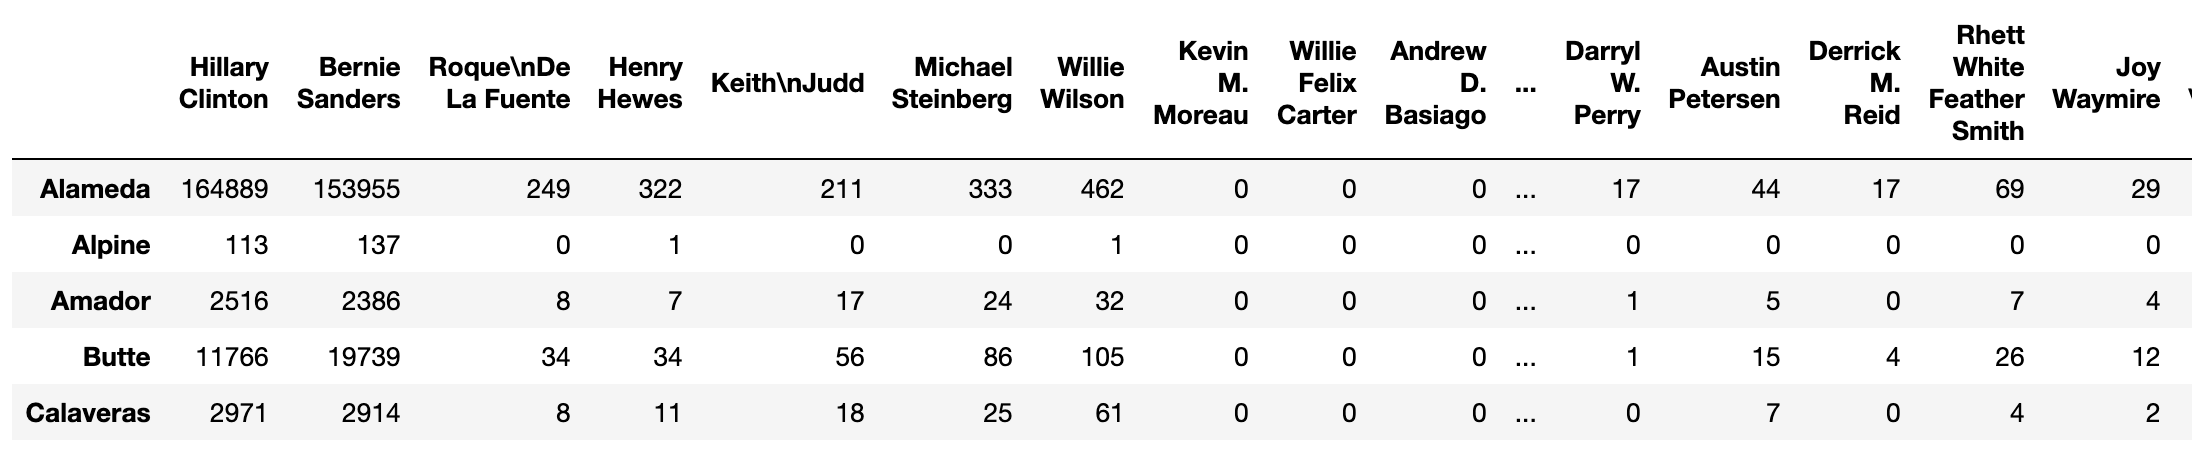 Hillary Clinton Bernie Sanders Roque\nDe La Fuente Henry Hewes Keith\nJudd Michael Steinberg Willie Wilson Kevin M. Moreau Willie Felix Carter Andrew D. Basiago ... Darryl W. Perry Austin Petersen Derrick M. Reid Rhett White Feather Smith Joy Waymire
Alameda 164889 153955 249 322 211 333 462 0 0 0 ... 17 44 17 69 29
Alpine 113 137 0 1 0 0 1 0 0 0 ... 0 0 0 0 0
Amador 2516 2386 8 7 17 24 32 0 0 0 ... 1 5 0 7 4
Butte 11766 19739 34 34 56 86 105 0 0 0 ... 1 15 4 26 12
Calaveras 2971 2914 8 11 18 25 61 0 0 0 ... 0 7 0 4 2